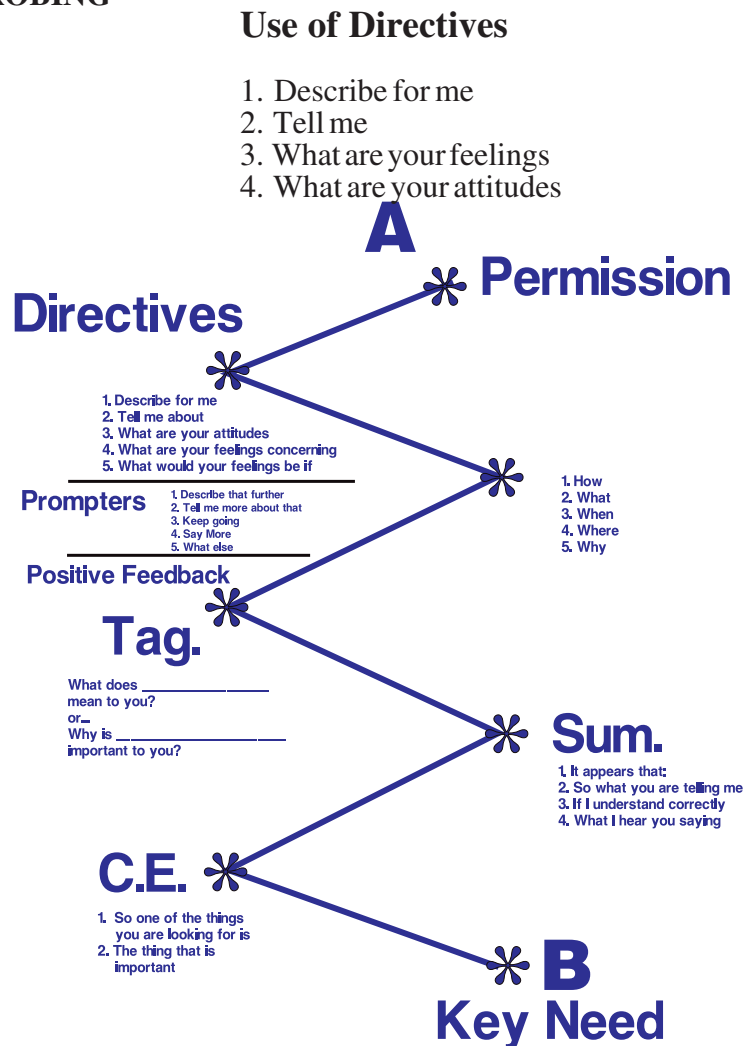 Use of Directives
1. Describe for me
2. Tell me
3. What are your feelings
4. What are your attitudes
A
Permission
Directives
1. Describe for me
2. Tell me about
3. What are your attitudes
4. What are your feelings concerning
5. What would your feelings be if
Prompters
1. Describe that further
2. Tell me more about that
3. Keep going
4. Say More
5. What else
1. How
2. What
3. When
4. Where
5. Why
Positive Feedback
Tag.
What does ____________________
mean to you?
or...
Why is ___________________________
important to you?
Sum.
1. It appears that:
2. So what you are telling me
3. If I understand correctly
4. What I hear you saying
C.E.
1. So one of the things
you are looking for is
2. The thing that is
important
B
Key Need